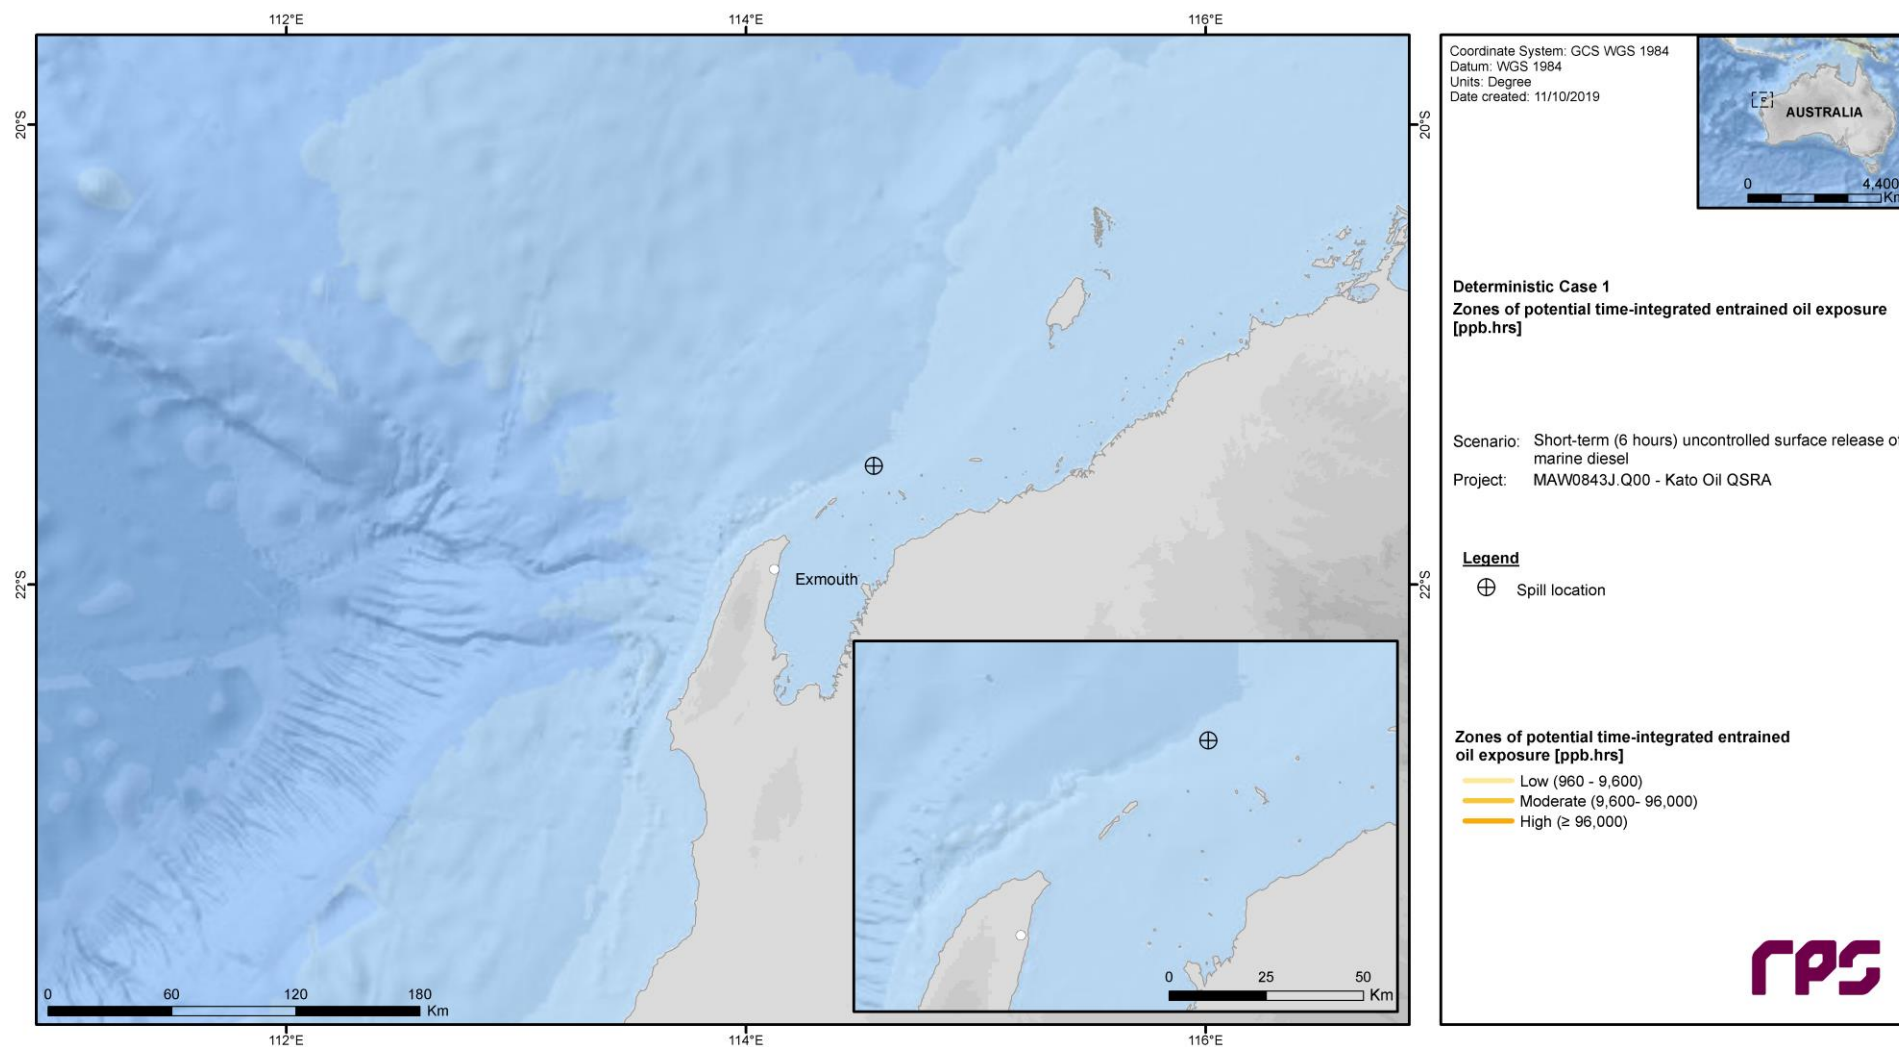 112°E
114°E
116°E
20°S
20°S
22°S
22°S
Exmouth
0
60
120
180
Km
0
25
50
Km
112°E
114°E
116°E
Coordinate System: GCS WGS 1984
Datum: WGS 1984
Units: Degree
Date created: 11/10/2019
AUSTRALIA
0
4,400
Km
Deterministic Case 1
Zones of potential time-integrated entrained oil exposure
[ppb.hrs]
Scenario: Short-term (6 hours) uncontrolled surface release of
marine diesel
Project: MAW0843J.Q00 - Kato Oil QSRA
Legend
Spill location
Zones of potential time-integrated entrained
oil exposure [ppb.hrs]
Low (960 - 9,600)
Moderate (9,600- 96,000)
High (≥ 96,000)
rps